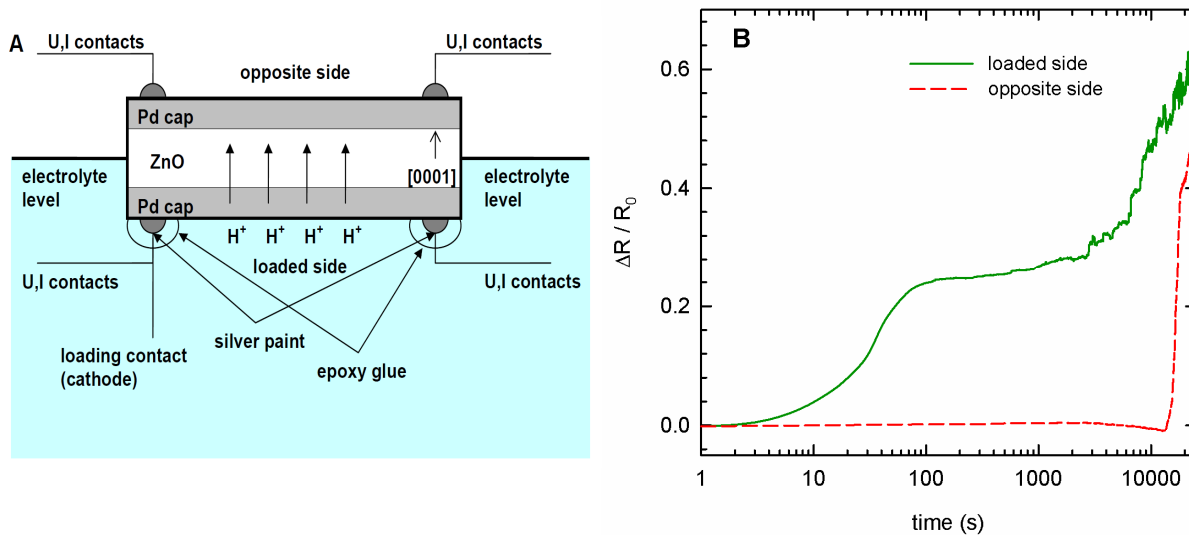 A
U,I contacts
U,I contacts
opposite side
Pd cap
ZnO
[0001]
electrolyte
level
electrolyte
level
Pd cap
H+ H+ H+ H+
loaded side
U,I contacts
U,I contacts
silver paint
loading contact
(cathode)
epoxy glue
B
loaded side
opposite side
0.6
0.4
0.2
0.0
ΔR / R0
1 10 100 1000 10000
time (s)